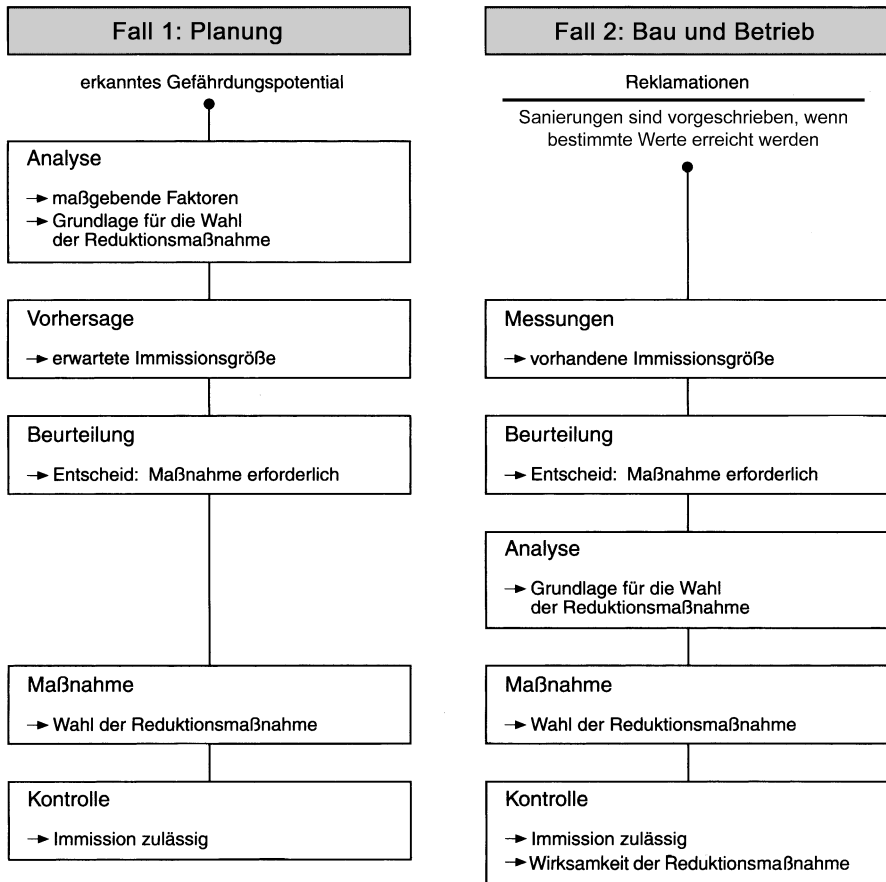 Fall 1: Planung
erkanntes Gefährdungspotential
Analyse
→ maßgebende Faktoren
→ Grundlage für die Wahl
der Reduktionsmaßnahme
Vorhersage
→ erwartete Immissionsgröße
Beurteilung
→ Entscheid: Maßnahme erforderlich
Maßnahme
→ Wahl der Reduktionsmaßnahme
Kontrolle
→ Immission zulässig
Fall 2: Bau und Betrieb
Reklamationen
Sanierungen sind vorgeschrieben, wenn
bestimmte Werte erreicht werden
Messungen
→ vorhandene Immissionsgröße
Beurteilung
→ Entscheid: Maßnahme erforderlich
Analyse
→ Grundlage für die Wahl
der Reduktionsmaßnahme
Maßnahme
→ Wahl der Reduktionsmaßnahme
Kontrolle
→ Immission zulässig
→ Wirksamkeit der Reduktionsmaßnahme